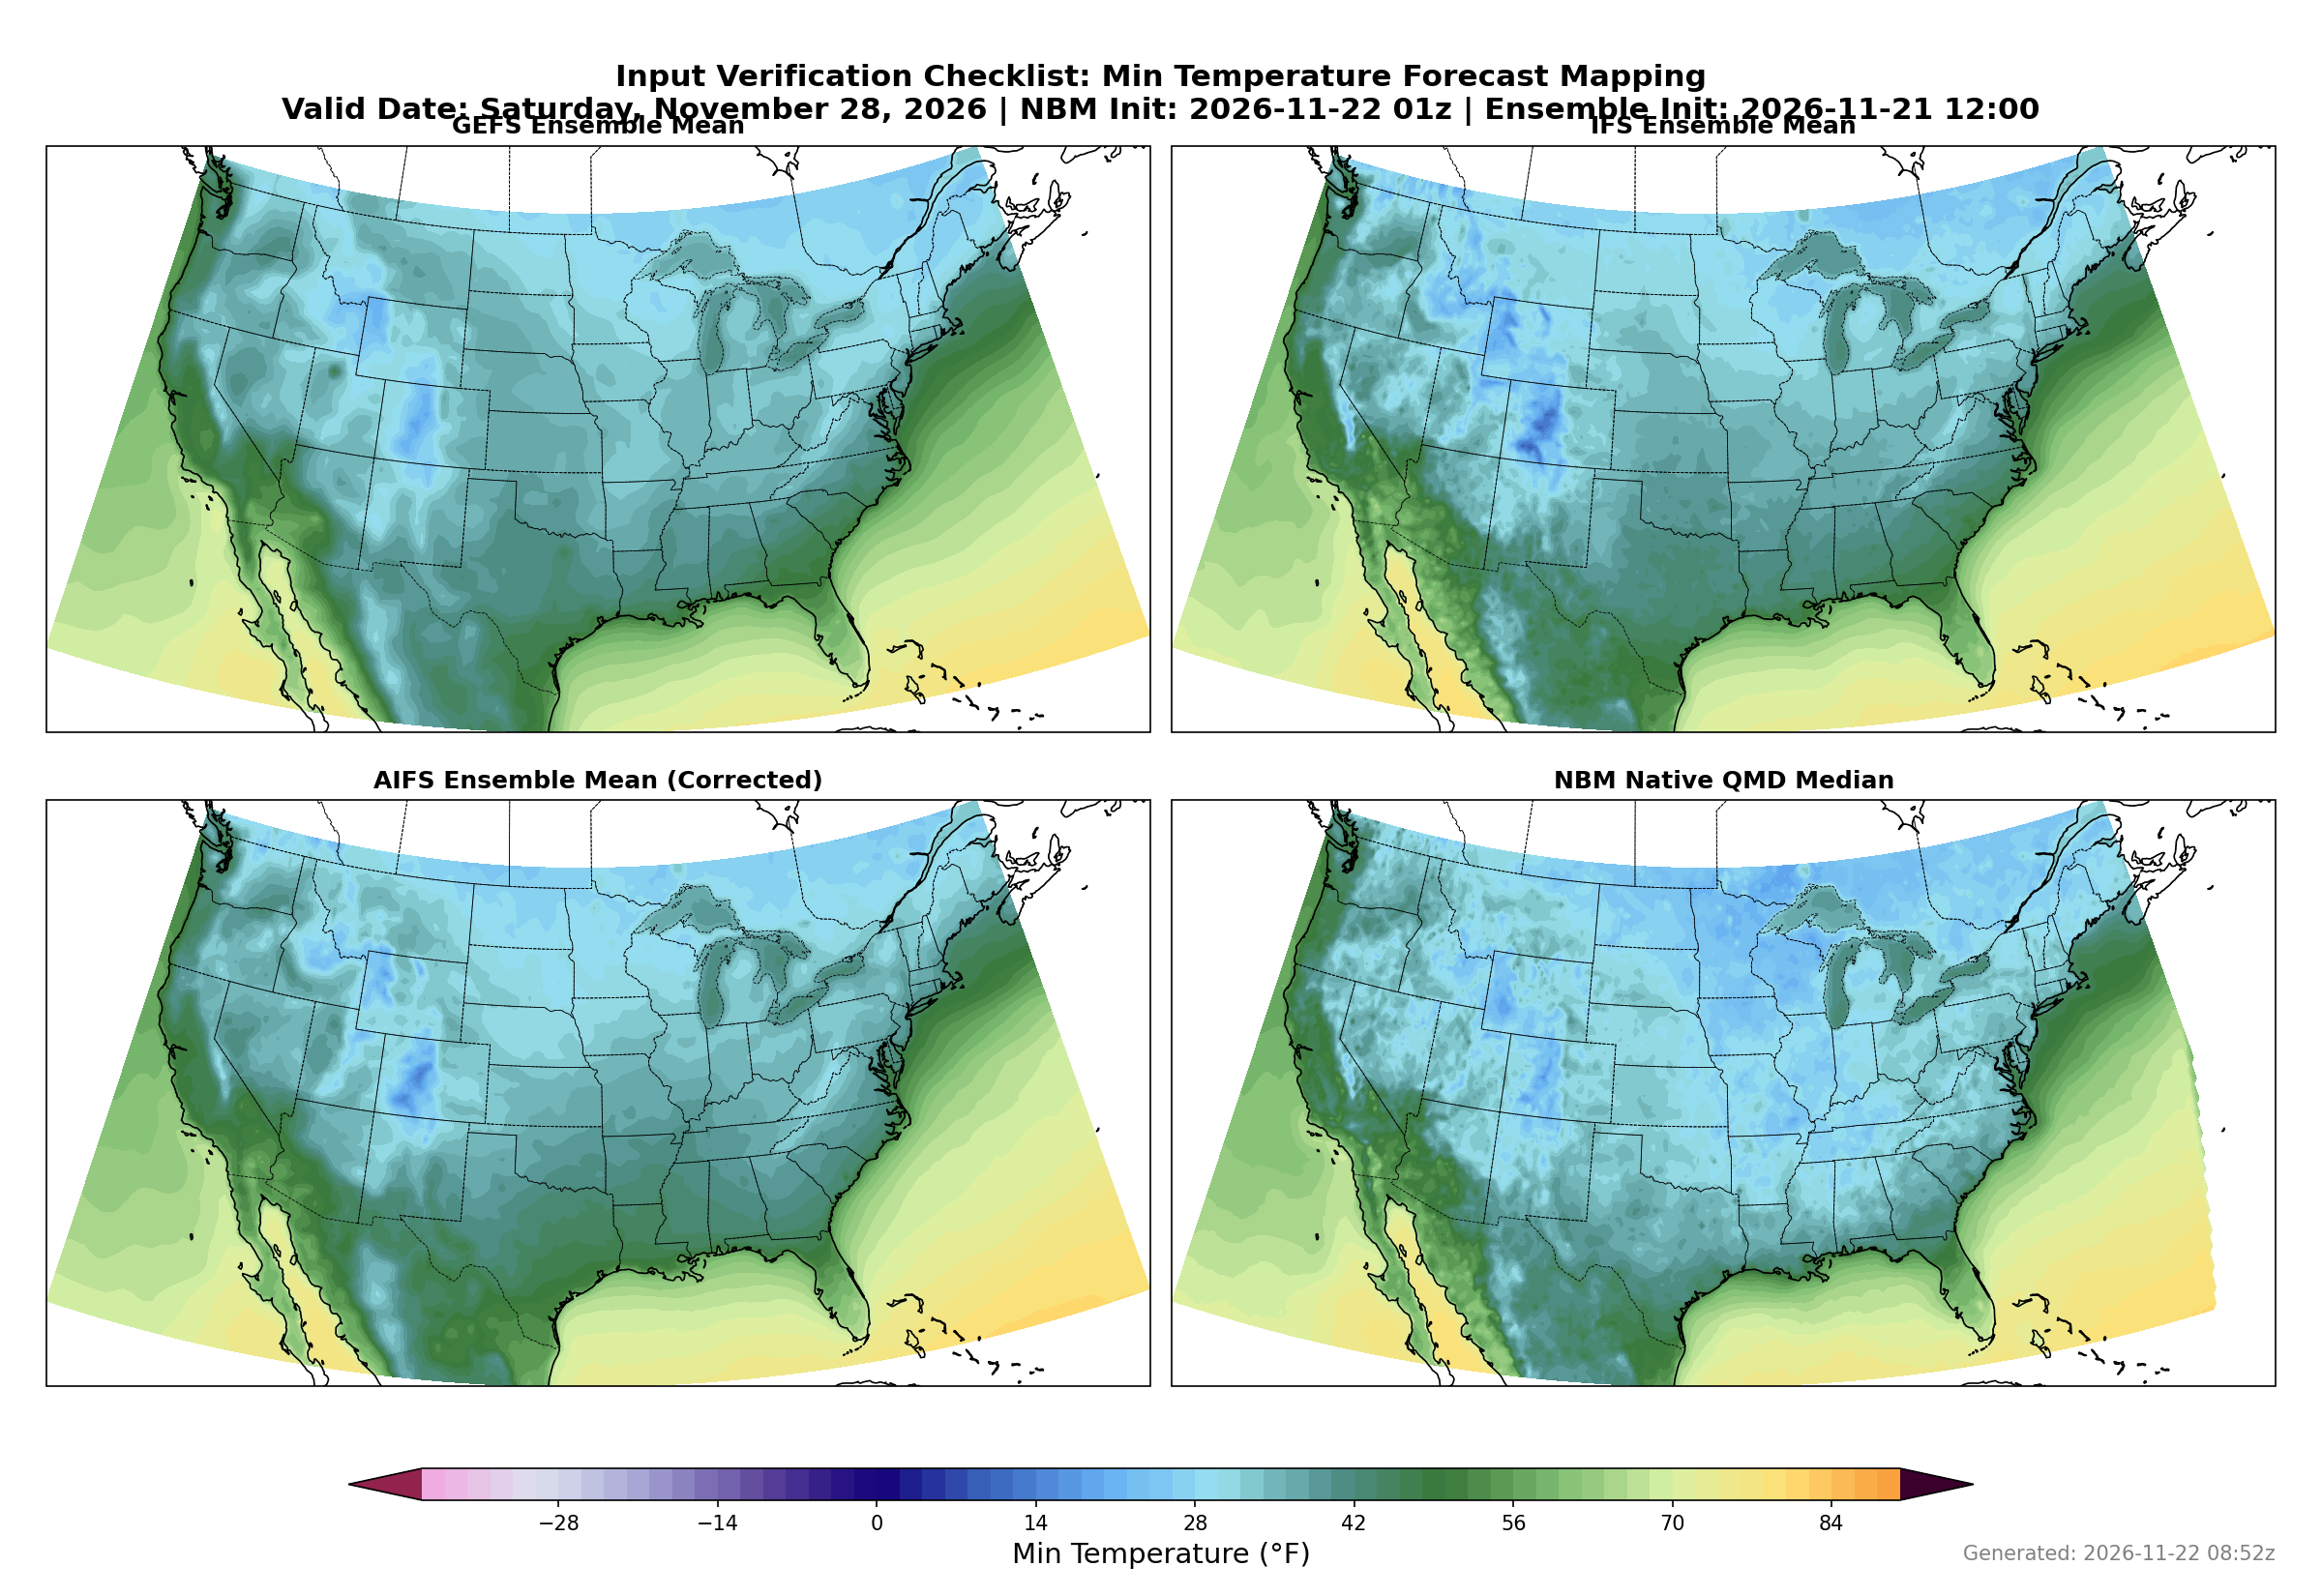 Input Verification Checklist: Min Temperature Forecast Mapping
Valid Date: Saturday, November 28, 2026 | NBM Init: 2026-11-22 01z | Ensemble Init: 2026-11-21 12:00
GEFS Ensemble Mean
IFS Ensemble Mean
AIFS Ensemble Mean (Corrected)
NBM Native QMD Median
−28 −14 0 14 28 42 56 70 84
Min Temperature (°F)
Generated: 2026-11-22 08:52z